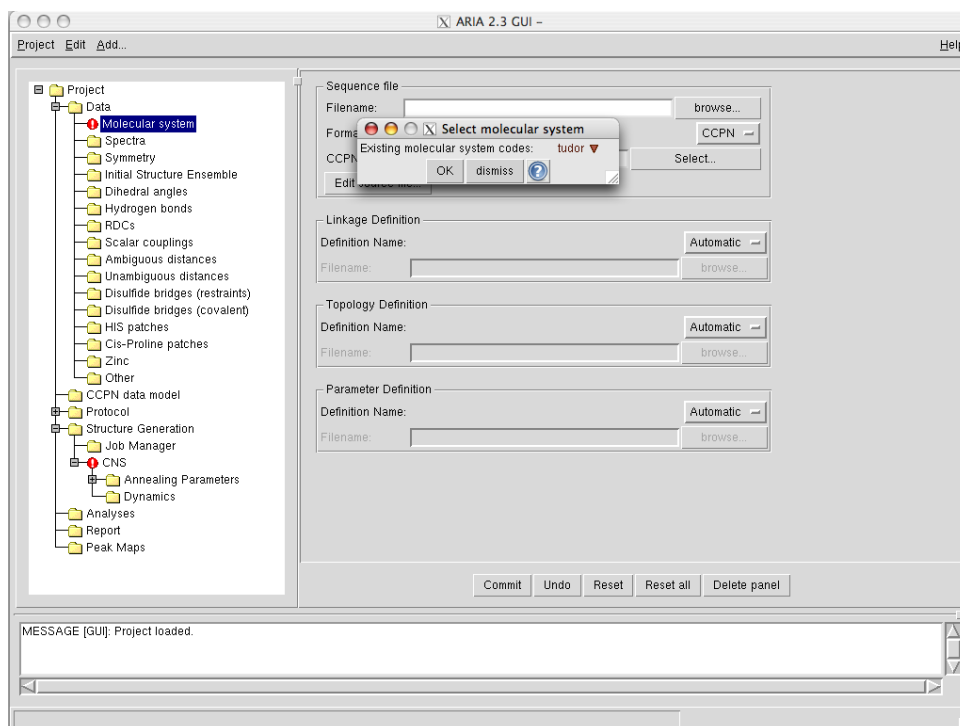 X ARIA 2.3 GUI –
Project Edit Add... Help
Project
Data
Molecular system
Spectra
Symmetry
Initial Structure Ensemble
Dihedral angles
Hydrogen bonds
RDCs
Scalar couplings
Ambiguous distances
Unambiguous distances
Disulfide bridges (restraints)
Disulfide bridges (covalent)
HIS patches
Cis-Proline patches
Zinc
Other
CCPN data model
Protocol
Structure Generation
Job Manager
CNS
Annealing Parameters
Dynamics
Analyses
Report
Peak Maps
Sequence file
Filename: browse...
Forma CCPN
CCPN Select...
Edit source file...
X Select molecular system
Existing molecular system codes: tudor
OK dismiss ?
Linkage Definition
Definition Name: Automatic
Filename: browse...
Topology Definition
Definition Name: Automatic
Filename: browse...
Parameter Definition
Definition Name: Automatic
Filename: browse...
Commit Undo Reset Reset all Delete panel
MESSAGE [GUI]: Project loaded.